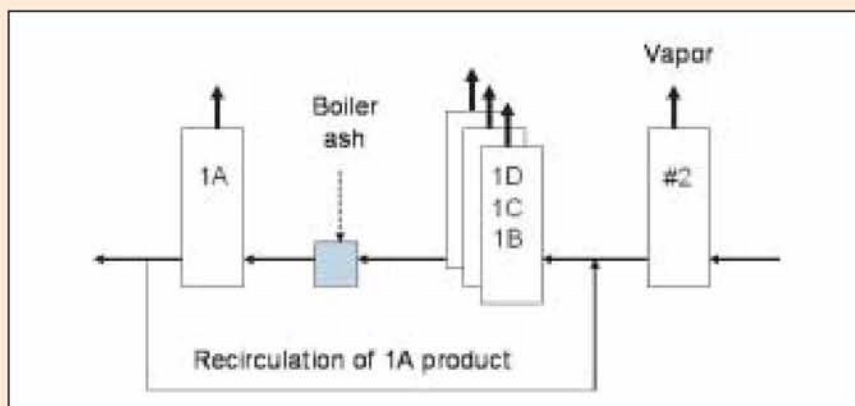 Vapor
Boiler
ash
1A
1D
1C
1B
#2
Recirculation of 1A product